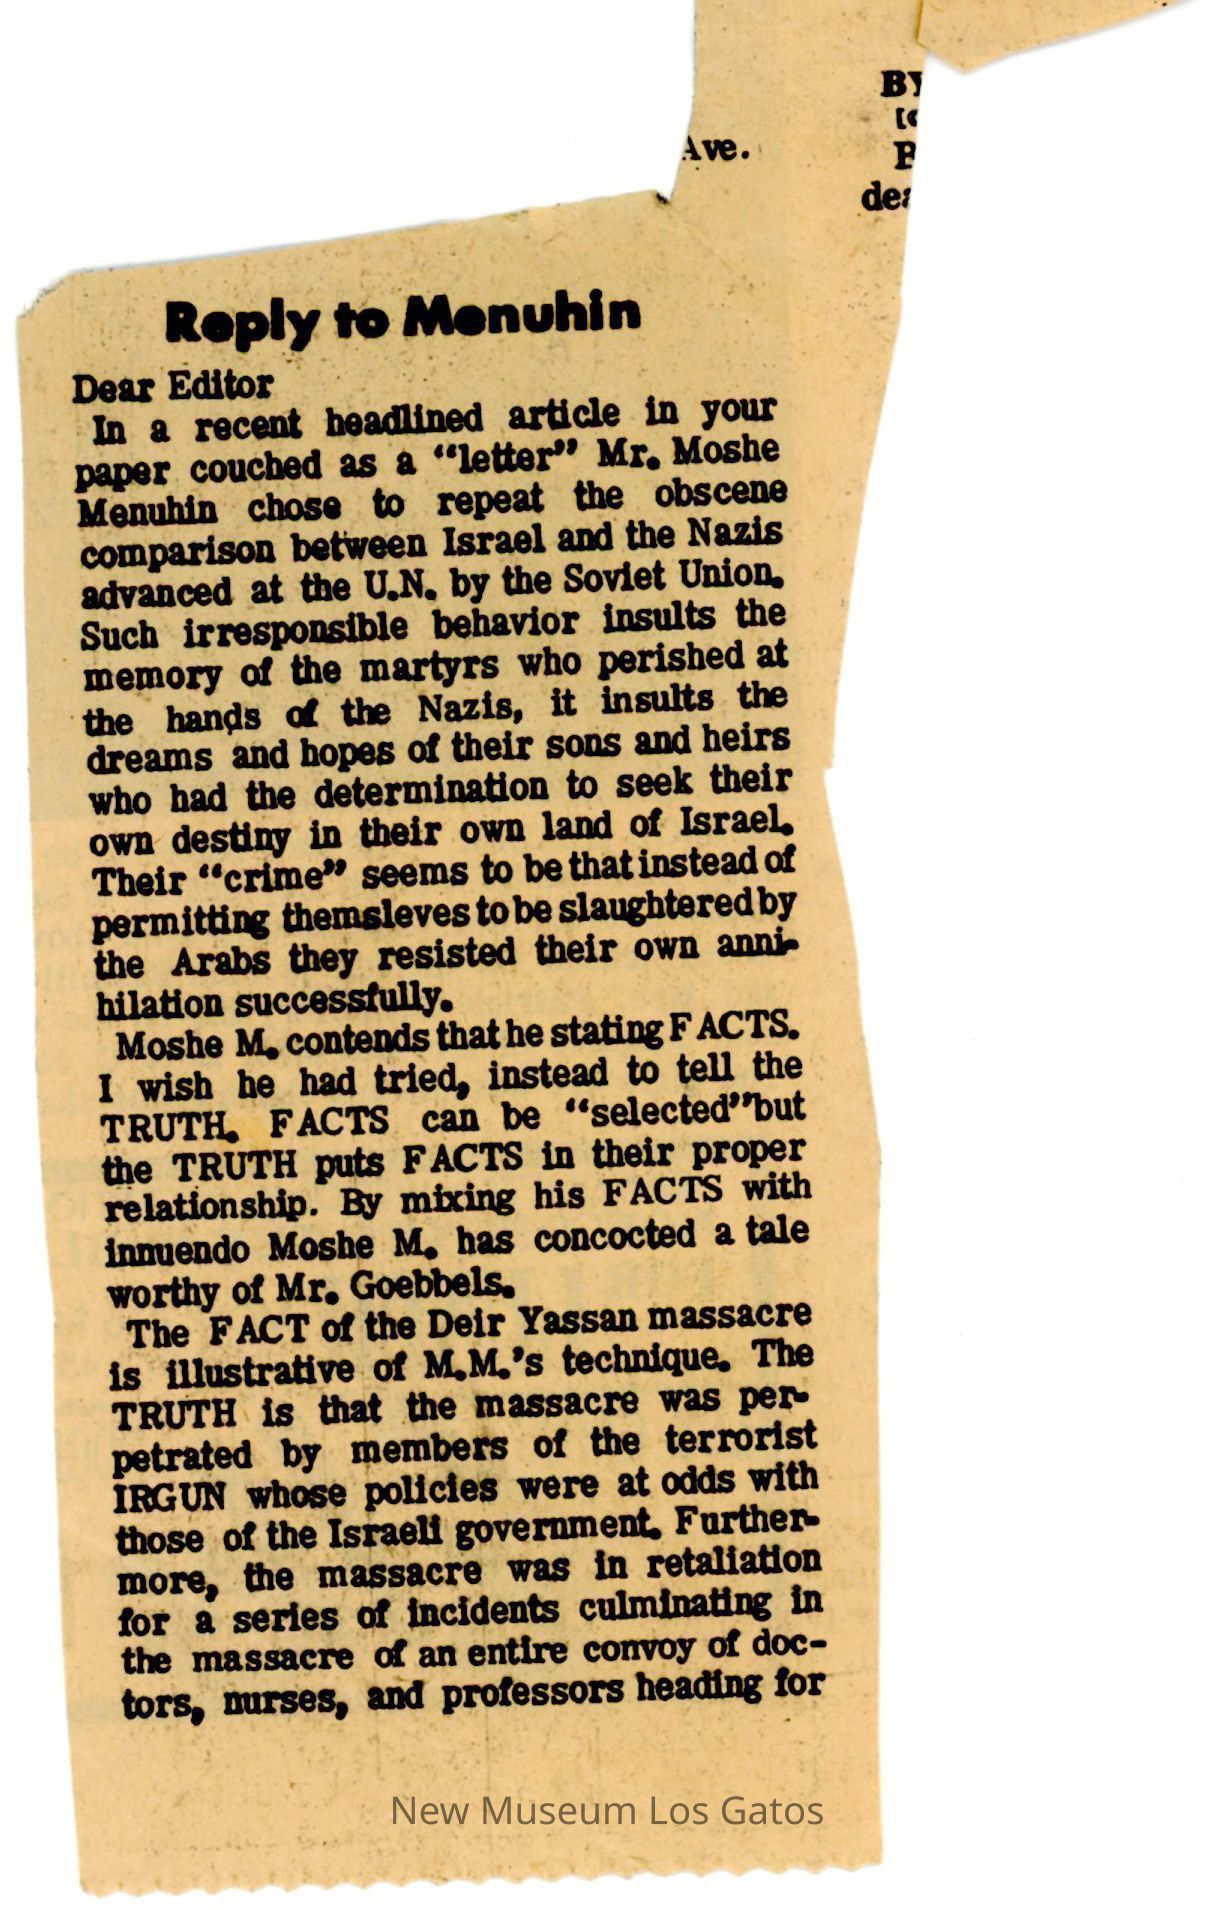 Ave.
Reply to Menuhin
Dear Editor
In a recent headlined article in your
paper couched as a “letter” Mr. Moshe
Menuhin chose to repeat the obscene
comparison between Israel and the Nazis
advanced at the U.N. by the Soviet Union.
Such irresponsible behavior insults the
memory of the martyrs who perished at
the hands of the Nazis, it insults the
dreams and hopes of their sons and heirs
who had the determination to seek their
own destiny in their own land of Israel.
Their “crime” seems to be that instead of
permitting themsleves to be slaughtered by
the Arabs they resisted their own anni-
hilation successfully.
Moshe M. contends that he stating FACTS.
I wish he had tried, instead to tell the
TRUTH. FACTS can be “selected”but
the TRUTH puts FACTS in their proper
relationship. By mixing his FACTS with
innuendo Moshe M. has concocted a tale
worthy of Mr. Goebbels.
The FACT of the Deir Yassan massacre
is illustrative of M.M.’s technique. The
TRUTH is that the massacre was per-
petrated by members of the terrorist
IRGUN whose policies were at odds with
those of the Israeli government. Further-
more, the massacre was in retaliation
for a series of incidents culminating in
the massacre of an entire convoy of doc-
tors, nurses, and professors heading for
New Museum Los Gatos